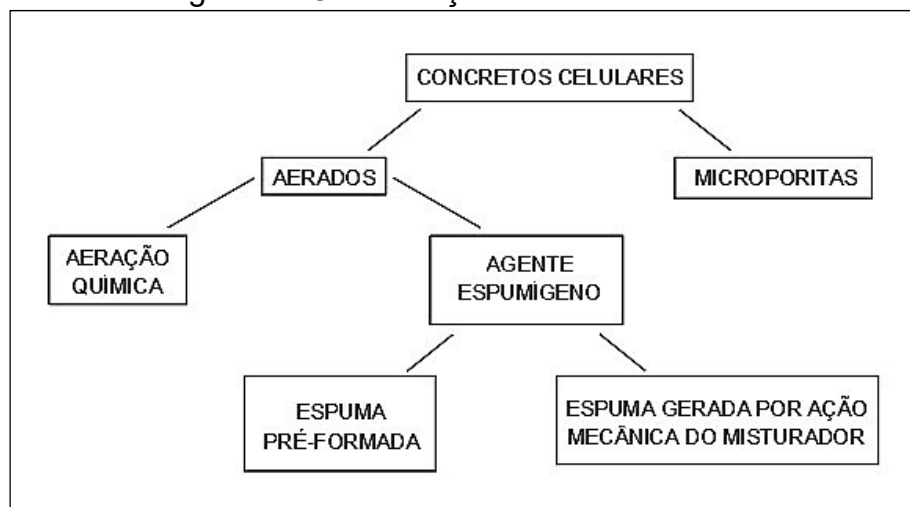 CONCRETOS CELULARES
AERADOS
MICROPORITAS
AERAÇÃO
QUÍMICA
AGENTE
ESPUMÍGENO
ESPUMA
PRÉ-FORMADA
ESPUMA GERADA POR AÇÃO
MECÂNICA DO MISTURADOR